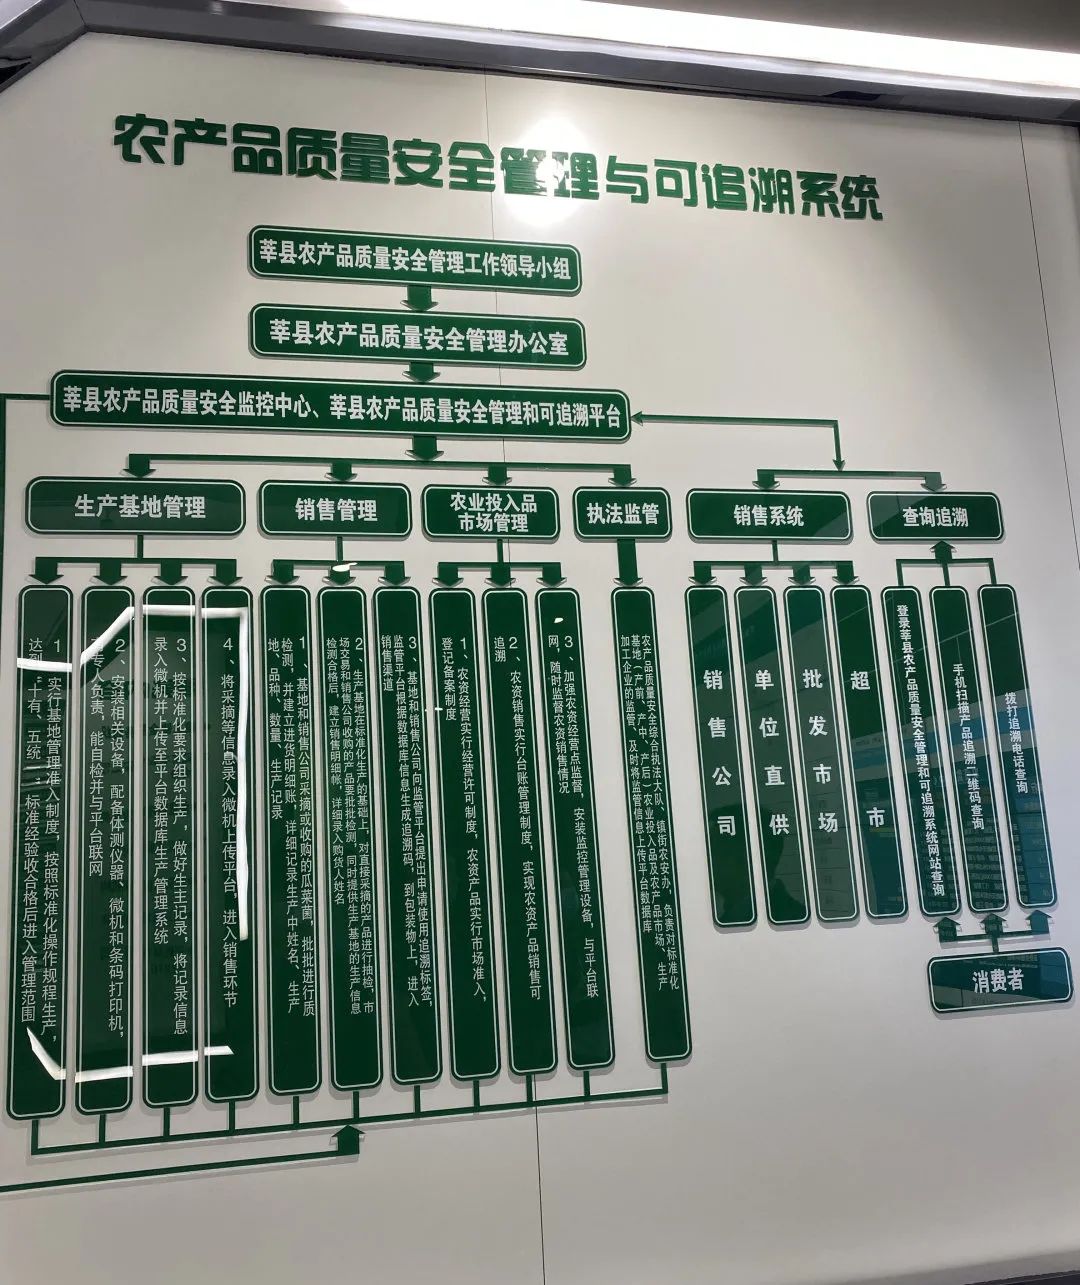 农产品质量安全管理与可追溯系统
莘县农产品质量安全管理工作领导小组
莘县农产品质量安全管理办公室
莘县农产品质量安全监控中心、莘县农产品质量安全管理和可追溯平台
生产基地管理
销售管理
农业投入品
市场管理
执法监管
销售系统
查询追溯
1、实行基地管理准入制度，按照标准化操作规程生产，
达到“十有、五统一”标准经验收合格后进入管理范围
2、安装相关设备，配备体测仪器、微机和条码打印机，
专人负责，能自检并与平台联网
3、按标准化要求组织生产，做好生主记录，将记录信息
录入微机并上传至平台数据库生产管理系统
4、将采摘等信息录入微机上传平台，进入销售环节
1、基地和销售公司采摘或收购的瓜菜菌，批批进行质
检测，并建立进货明细账，详细记录生产中姓名、生产
地、品种、数量、生产记录
2、生产基地在标准化生产的基础上，对直接采摘的产品进行抽检，市
场交易和销售公司收购的产品要批批检测，同时提供生产基地的生产信息
检测合格后，建立销售明细帐，详细录入购货人姓名
3、基地和销售公司向监管平台提出申请使用追溯标签，
监管平台根据数据库信息生成追溯码，到包装物上，进入
销售渠道
1、农资经营实行经营许可制度，农资产品实行市场准入，
登记备案制度
2、农资销售实行台账管理制度，实现农资产品销售可
追溯
3、加强农资经营点监督，安装监控管理设备，与平台联
网，随时监督农资销售情况
农产品质量安全综合执法大队、镇街农安办，负责对标准化
基地（产前、产中、产后）农业投入品及农产品市场、生产
加工企业的监管、及时将监管信息上传平台数据库
销售公司
单位直供
批发市场
超市
登录莘县农产品质量安全管理和可追溯系统网站查询
手机扫描产品追溯二维码查询
拨打追溯电话查询
消费者